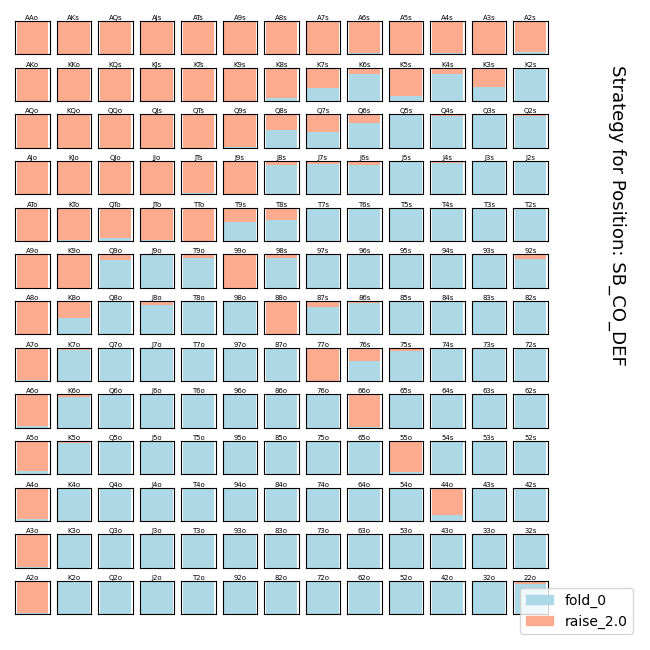 AAo AKs AQs AJs ATs A9s A8s A7s A6s A5s A4s A3s A2s
AKo KKo KQs KJs KTs K9s K8s K7s K6s K5s K4s K3s K2s
AQo KQo QQo QJs QTs Q9s Q8s Q7s Q6s Q5s Q4s Q3s Q2s
AJo KJo QJo JJo JTs J9s J8s J7s J6s J5s J4s J3s J2s
ATo KTo QTo JTo TTo T9s T8s T7s T6s T5s T4s T3s T2s
A9o K9o Q9o J9o T9o 99o 98s 97s 96s 95s 94s 93s 92s
A8o K8o Q8o J8o T8o 98o 88o 87s 86s 85s 84s 83s 82s
A7o K7o Q7o J7o T7o 97o 87o 77o 76s 75s 74s 73s 72s
A6o K6o Q6o J6o T6o 96o 86o 76o 66o 65s 64s 63s 62s
A5o K5o Q5o J5o T5o 95o 85o 75o 65o 55o 54s 53s 52s
A4o K4o Q4o J4o T4o 94o 84o 74o 64o 54o 44o 43s 42s
A3o K3o Q3o J3o T3o 93o 83o 73o 63o 53o 43o 33o 32s
A2o K2o Q2o J2o T2o 92o 82o 72o 62o 52o 42o 32o 22o
Strategy for Position: SB_CO_DEF
fold_0
raise_2.0